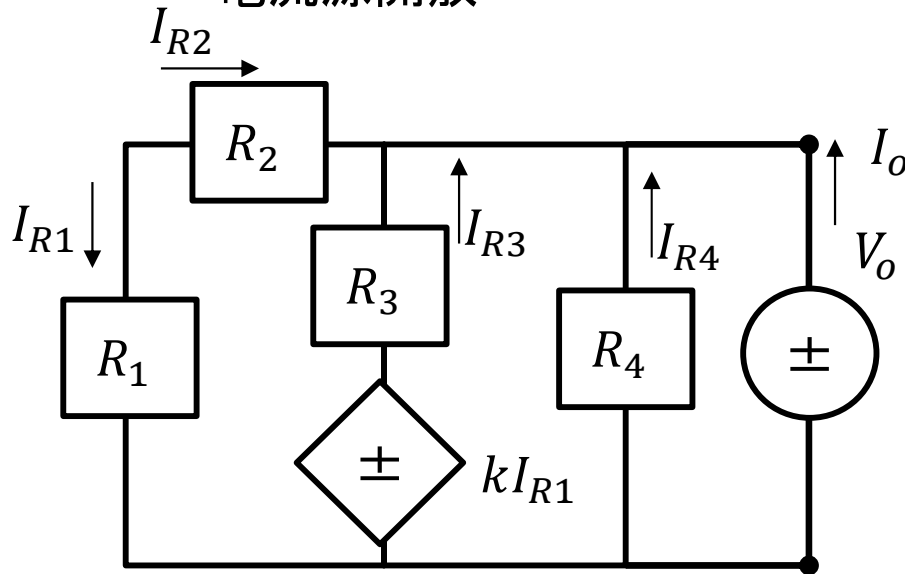 I_{R2}
R_2
I_o
I_{R1}
I_{R3}
I_{R4}
V_o
R_3
R_1
R_4
±
±
kI_{R1}